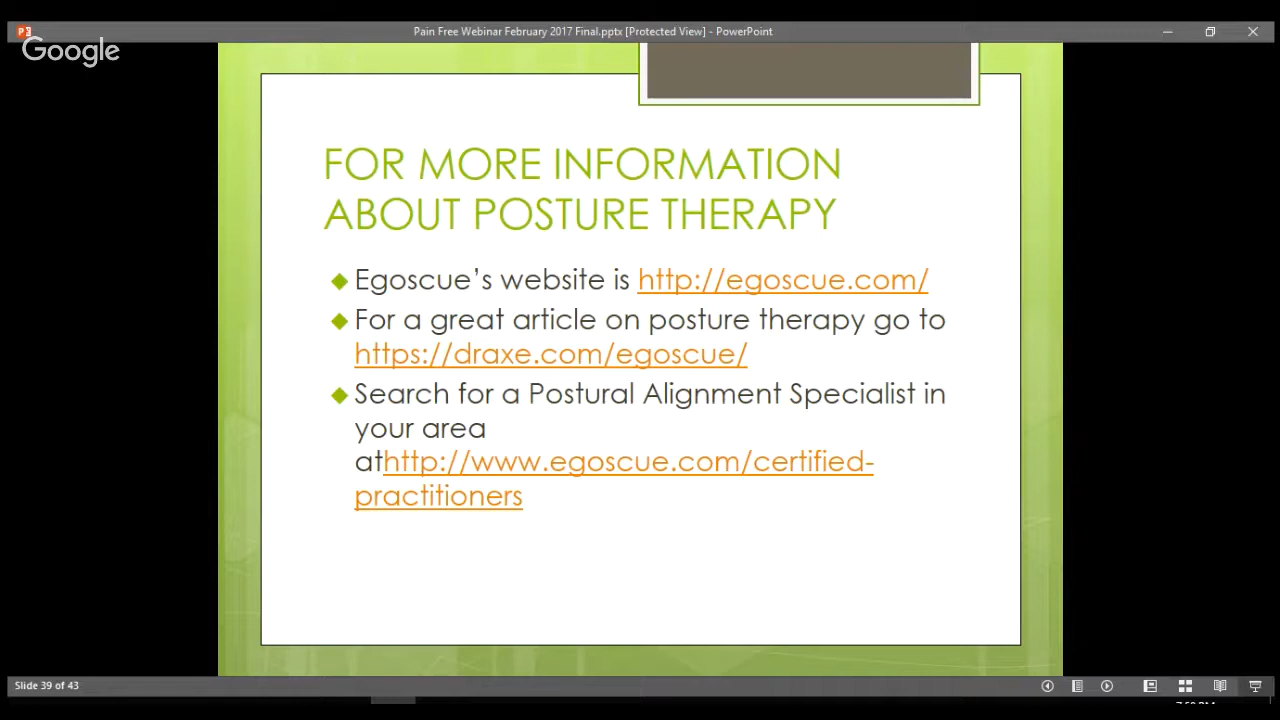 Pain Free Webinar February 2017 Final.pptx [Protected View] - PowerPoint
Google
FOR MORE INFORMATION
ABOUT POSTURE THERAPY
Egoscue’s website is http://egoscue.com/
For a great article on posture therapy go to
https://draxe.com/egoscue/
Search for a Postural Alignment Specialist in
your area
athttp://www.egoscue.com/certified-
practitioners
Slide 39 of 43